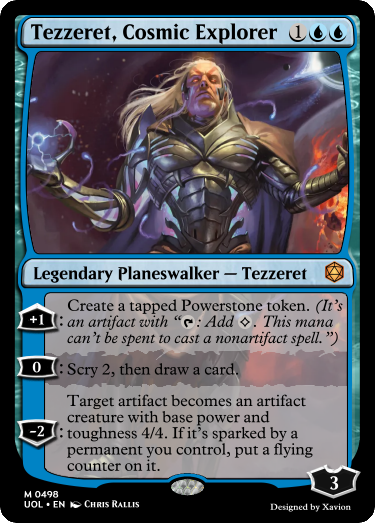 Tezzeret, Cosmic Explorer 1
Legendary Planeswalker — Tezzeret
+1: Create a tapped Powerstone token. (It's
an artifact with “: Add . This mana
can't be spent to cast a nonartifact spell.”)
0: Scry 2, then draw a card.
Target artifact becomes an artifact
creature with base power and
-2: toughness 4/4. If it's sparked by a
permanent you control, put a flying
counter on it.
3
M 0498
UOL • EN Chris Rallis
Designed by Xavion